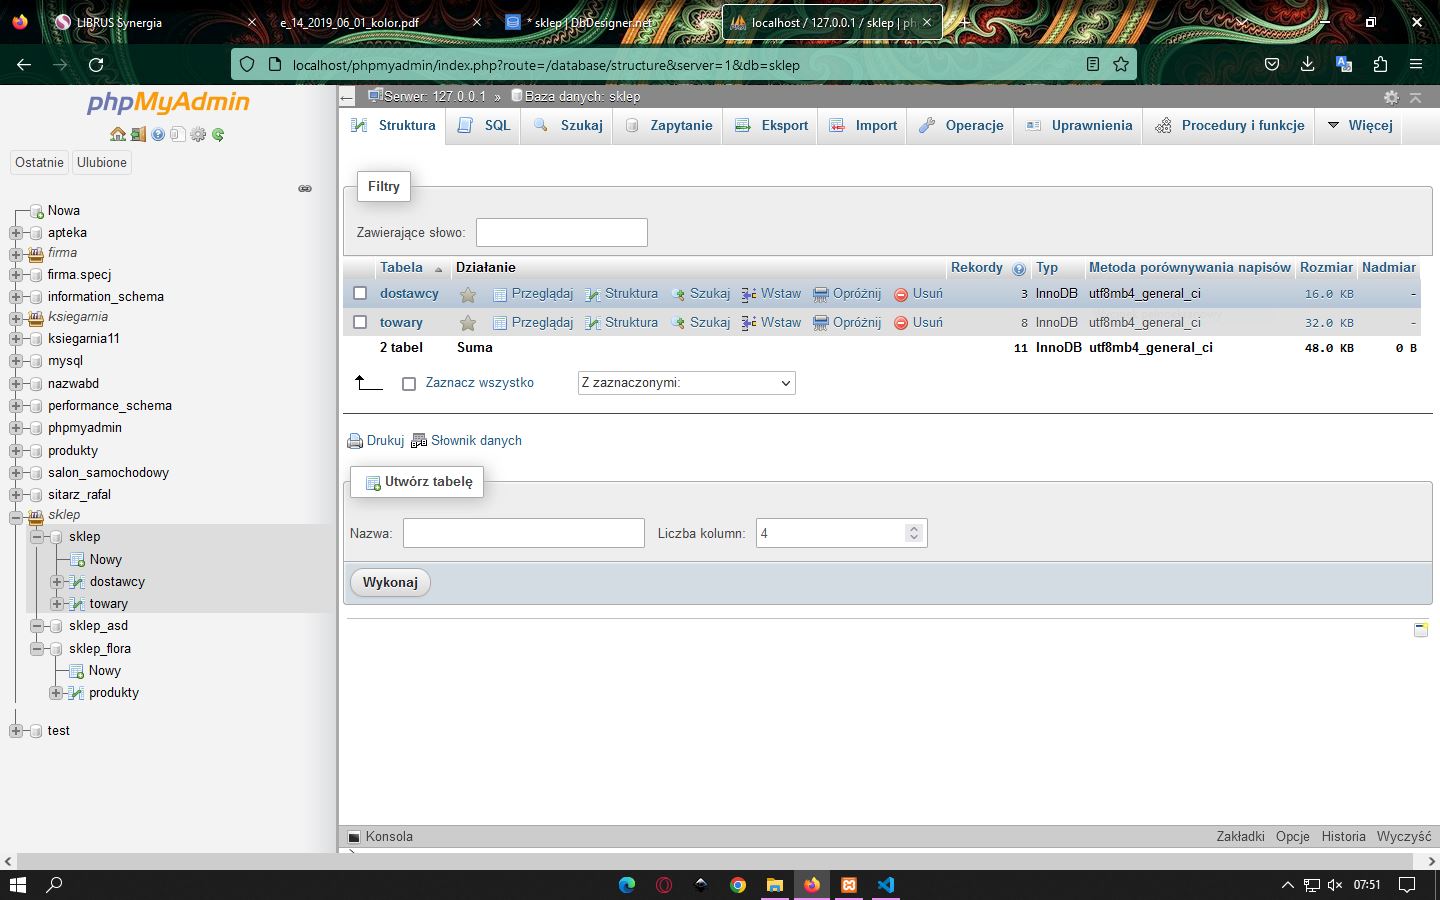 LIBRUS Synergia
e_14_2019_06_01_kolor.pdf
* sklep | DbDesigner.net
localhost / 127.0.0.1 / sklep | ph
localhost/phpmyadmin/index.php?route=/database/structure&server=1&db=sklep
phpMyAdmin
Ostatnie
Ulubione
Nowa
apteka
firma
firma.specj
information_schema
ksiegarnia
ksiegarnia11
mysql
nazwabd
performance_schema
phpmyadmin
produkty
salon_samochodowy
sitarz_rafal
sklep
sklep
Nowy
dostawcy
towary
sklep_asd
sklep_flora
Nowy
produkty
test
Serwer: 127.0.0.1 » Baza danych: sklep
Struktura SQL Szukaj Zapytanie Eksport Import Operacje Uprawnienia Procedury i funkcje Więcej
Filtry
Zawierające słowo:
Tabela Działanie Rekordy Typ Metoda porównywania napisów Rozmiar Nadmiar
dostawcy Przeglądaj Struktura Szukaj Wstaw Opróżnij Usuń 3 InnoDB utf8mb4_general_ci 16.0 KB -
towary Przeglądaj Struktura Szukaj Wstaw Opróżnij Usuń 8 InnoDB utf8mb4_general_ci 32.0 KB -
2 tabel Suma 11 InnoDB utf8mb4_general_ci 48.0 KB 0 B
Zaznacz wszystko
Z zaznaczonymi:
Drukuj Słownik danych
Utwórz tabelę
Nazwa:
Liczba kolumn: 4
Wykonaj
Konsola
Zakładki Opcje Historia Wyczyść
07:51